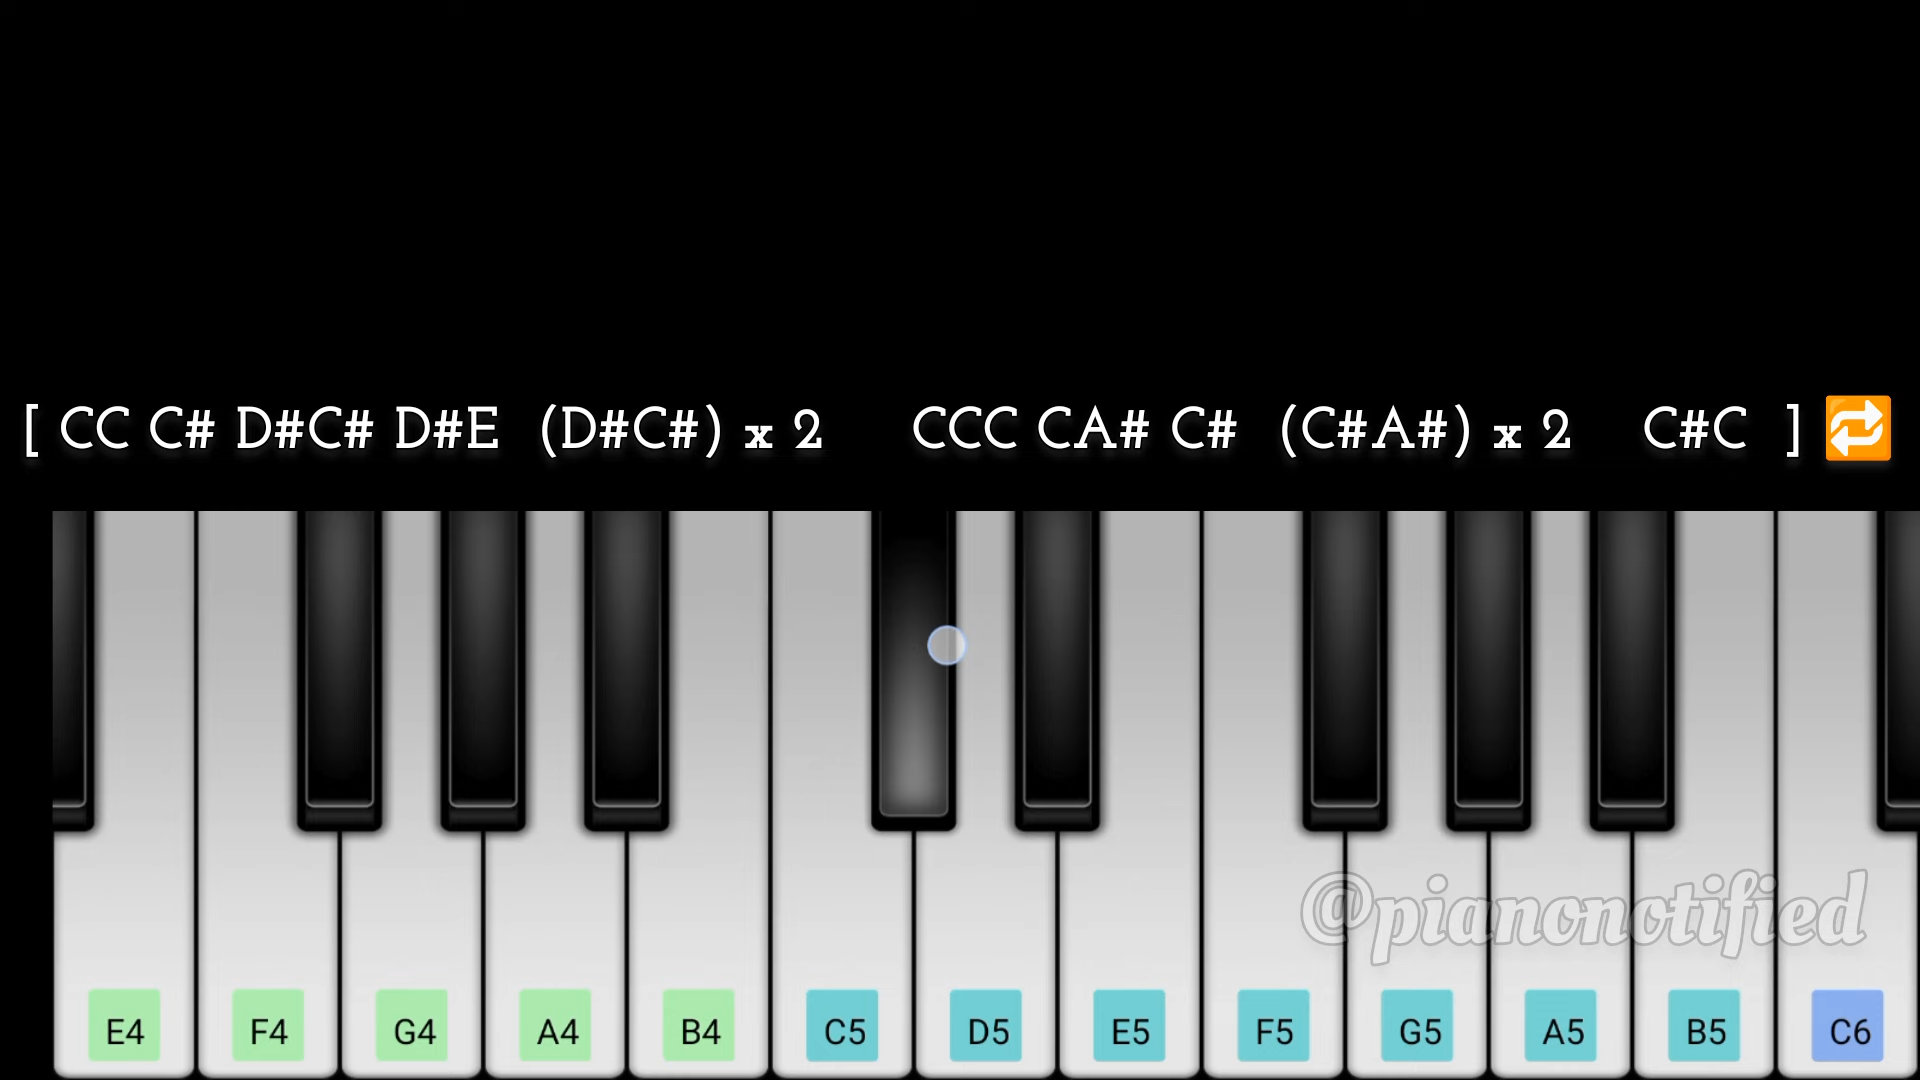 [ CC C# D#C# D#E (D#C#) x 2 CCC CA# C# (C#A#) x 2 C#C ] 🔁
@pianonotified
E4 F4 G4 A4 B4 C5 D5 E5 F5 G5 A5 B5 C6